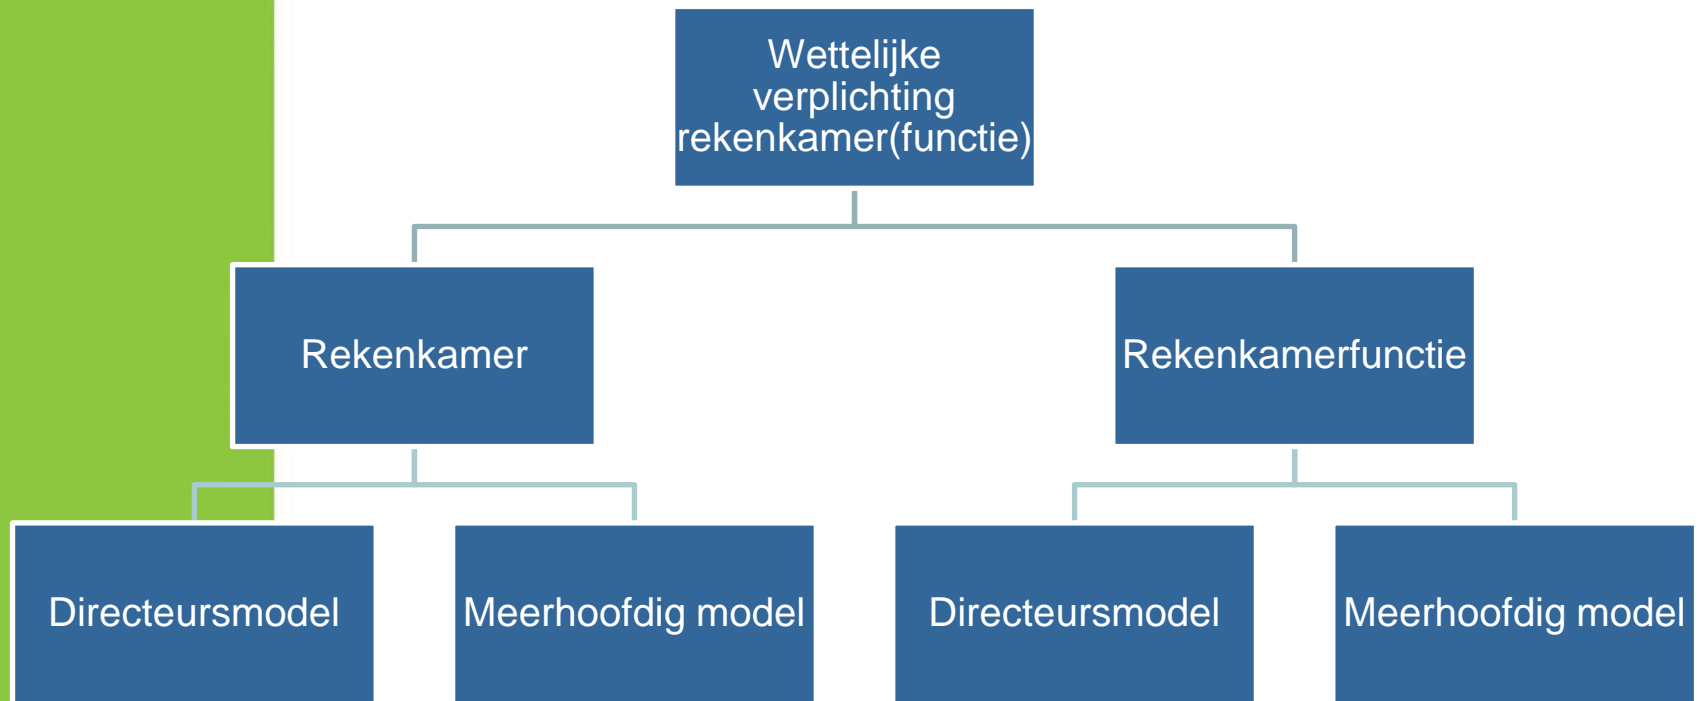 Wettelijke
verplichting
rekenkamer(functie)
Rekenkamer
Rekenkamerfunctie
Directeursmodel
Meerhoofdig model
Directeursmodel
Meerhoofdig model